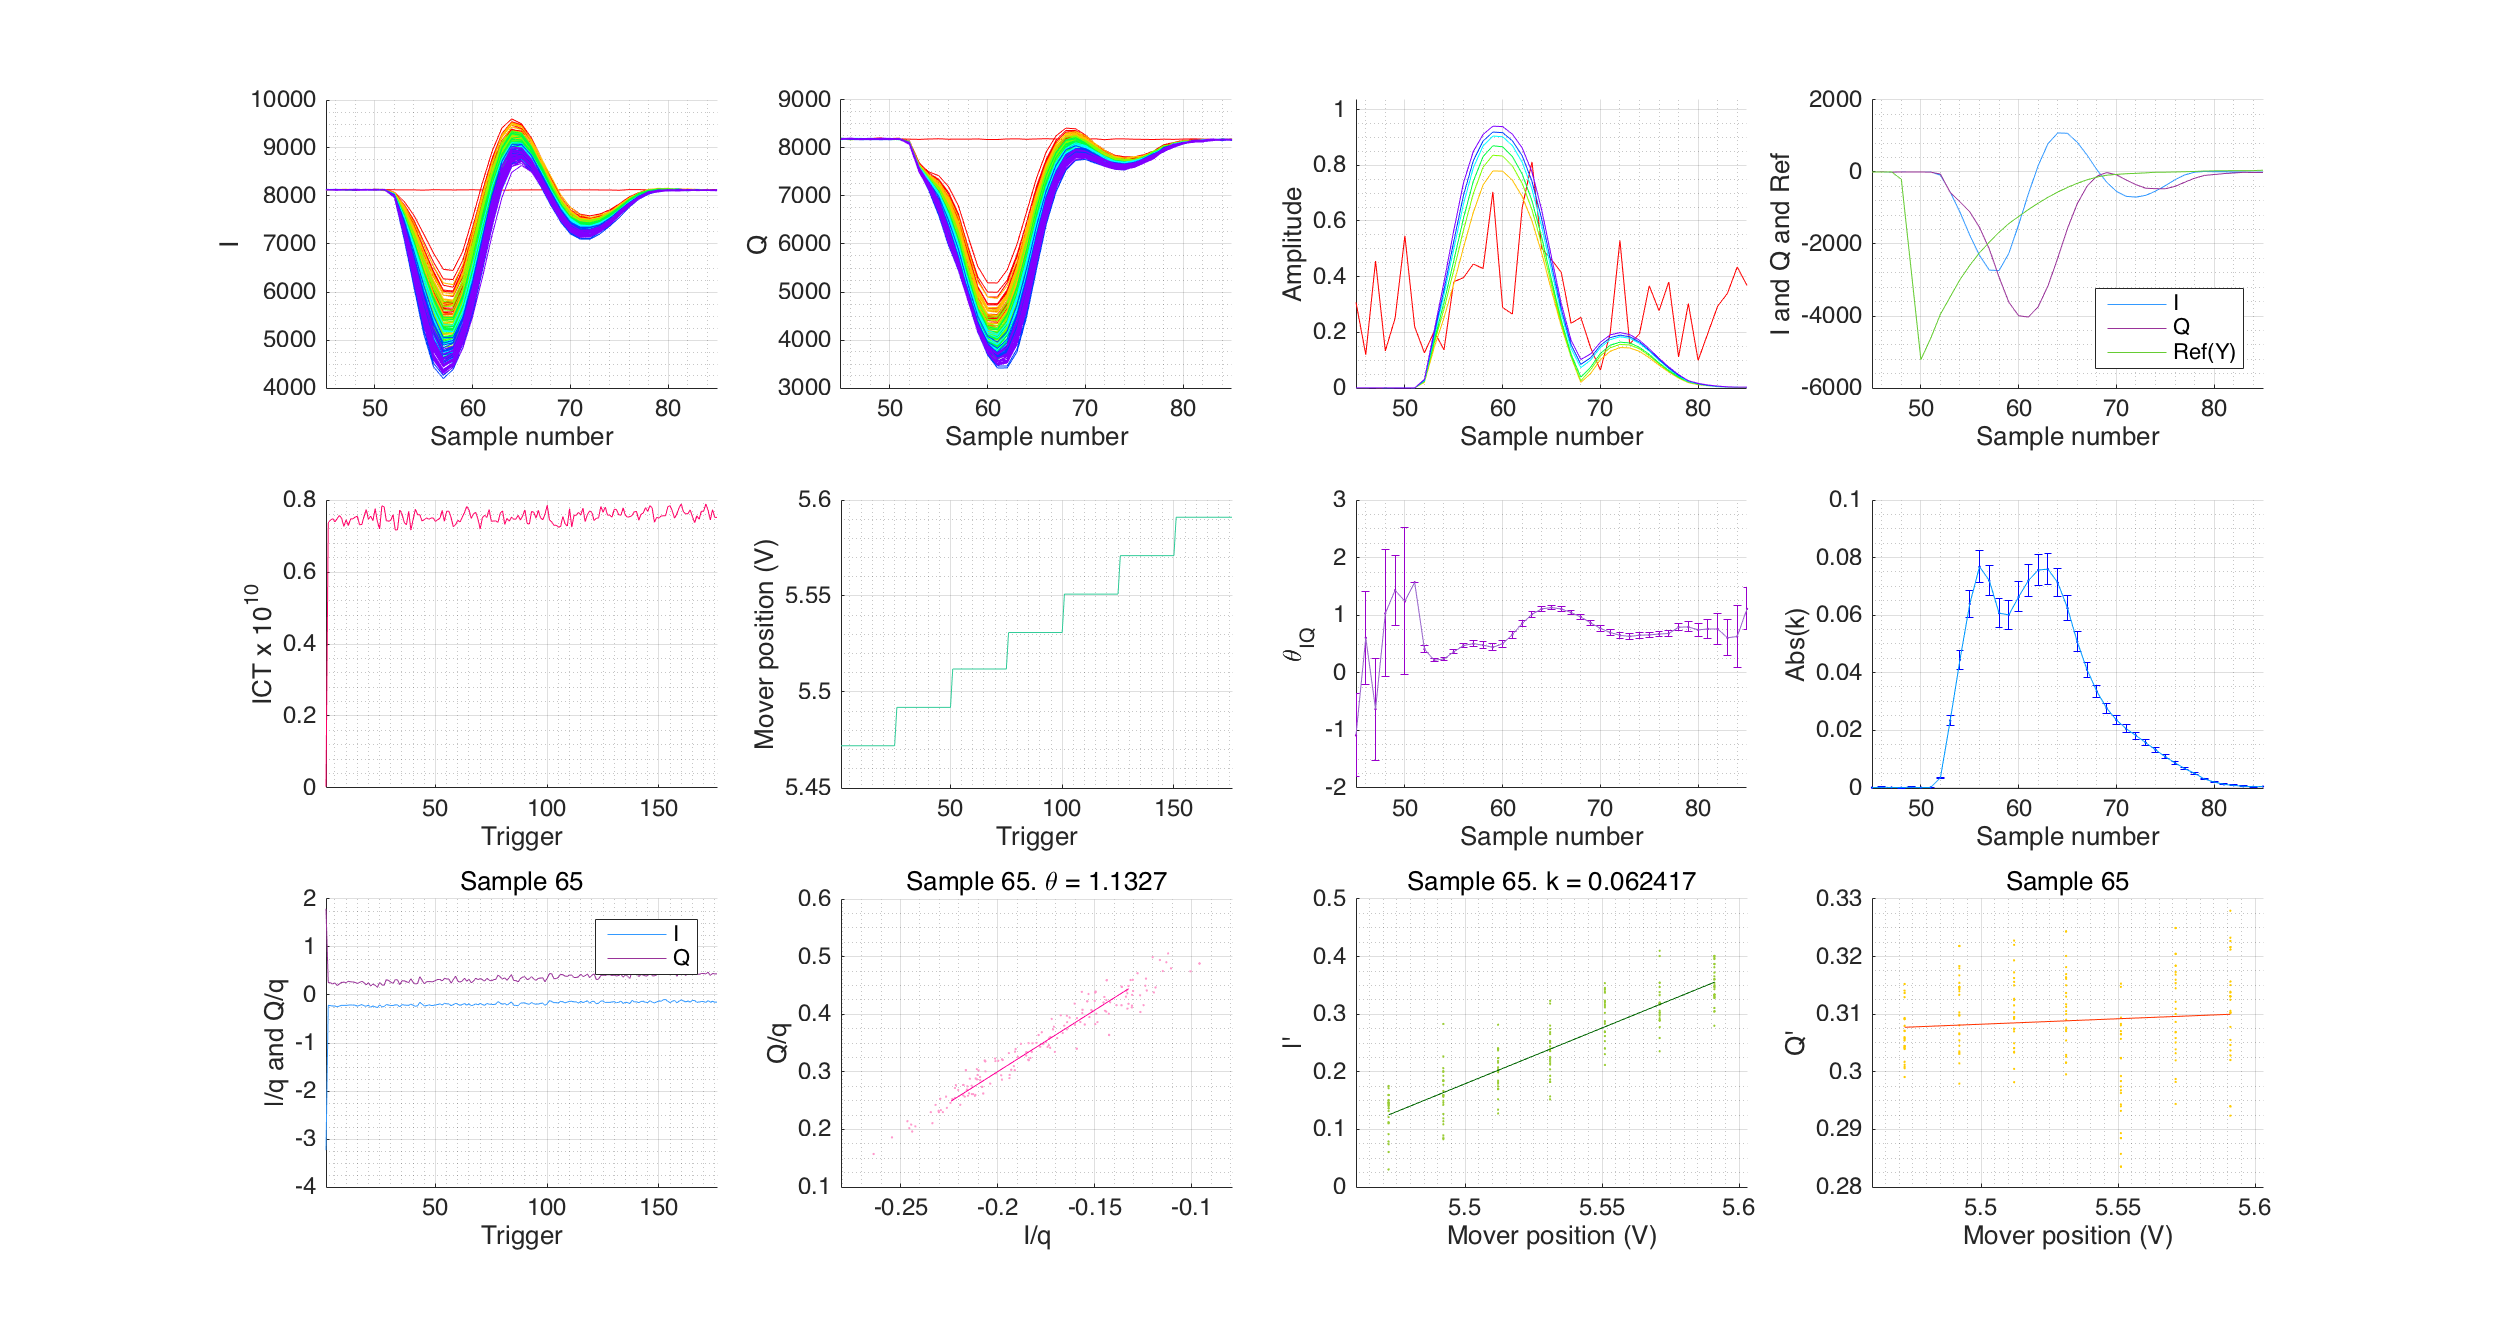 10000
9000
8000
7000
6000
5000
4000
I
50 60 70 80
Sample number
9000
8000
7000
6000
5000
4000
3000
Q
50 60 70 80
Sample number
1
0.8
0.6
0.4
0.2
0
Amplitude
50 60 70 80
Sample number
2000
0
-2000
-4000
-6000
I and Q and Ref
I
Q
Ref(Y)
50 60 70 80
Sample number
0.8
0.6
0.4
0.2
0
ICT x 10^10
50 100 150
Trigger
5.6
5.55
5.5
5.45
Mover position (V)
50 100 150
Trigger
3
2
1
0
-1
-2
θ_IQ
50 60 70 80
Sample number
0.1
0.08
0.06
0.04
0.02
0
Abs(k)
50 60 70 80
Sample number
Sample 65
2
1
0
-1
-2
-3
-4
I/q and Q/q
I
Q
50 100 150
Trigger
Sample 65. θ = 1.1327
0.6
0.5
0.4
0.3
0.2
0.1
Q/q
-0.25 -0.2 -0.15 -0.1
I/q
Sample 65. k = 0.062417
0.5
0.4
0.3
0.2
0.1
0
I'
5.5 5.55 5.6
Mover position (V)
Sample 65
0.33
0.32
0.31
0.3
0.29
0.28
Q'
5.5 5.55 5.6
Mover position (V)